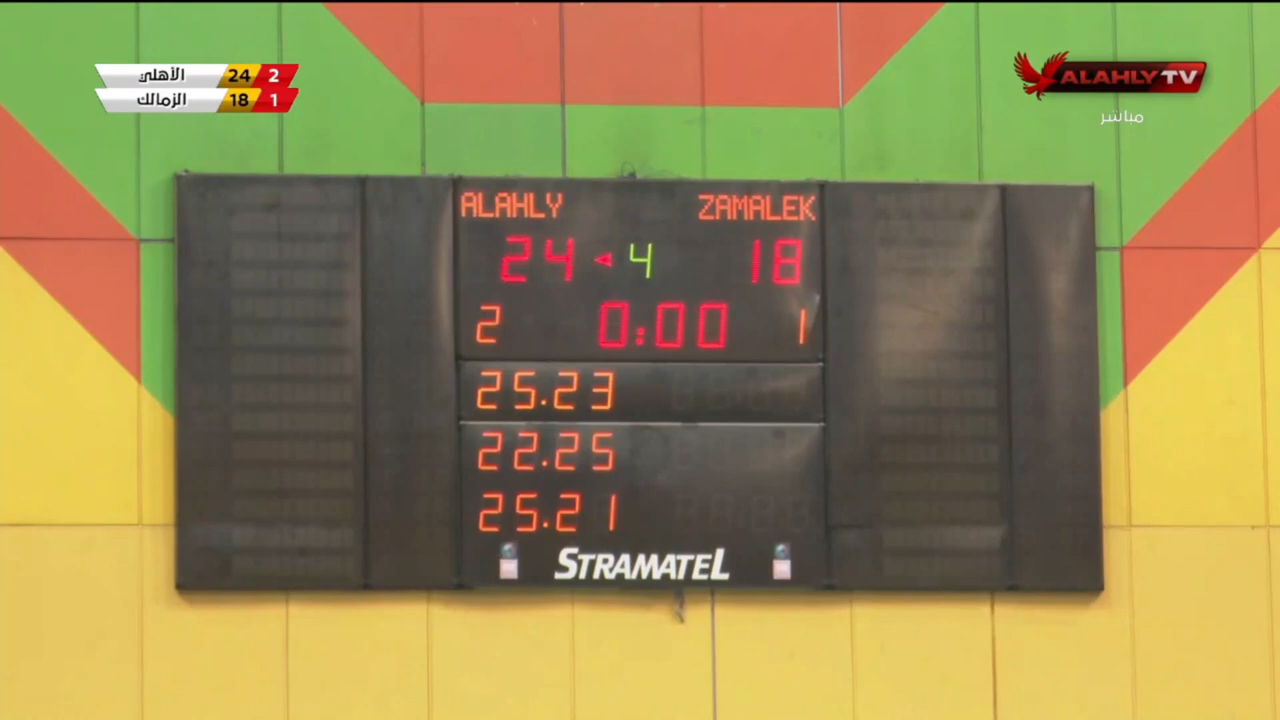 الأهلي 24 2
الزمالك 18 1
ALAHLY TV
مباشر
ALAHLY ZAMALEK
24 4 18
2 0:00 1
25.23
22.25
25.21
STRAMATEL